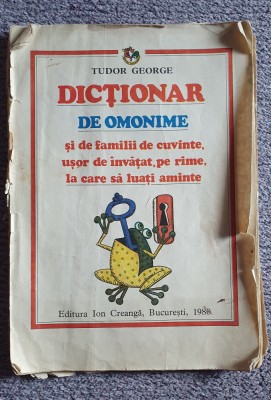 TUDOR GEORGE
DICȚIONAR
DE OMONIME
și de familii de cuvinte,
ușor de învățat, pe rime,
la care să luați aminte
Editura Ion Creangă, București, 1986.